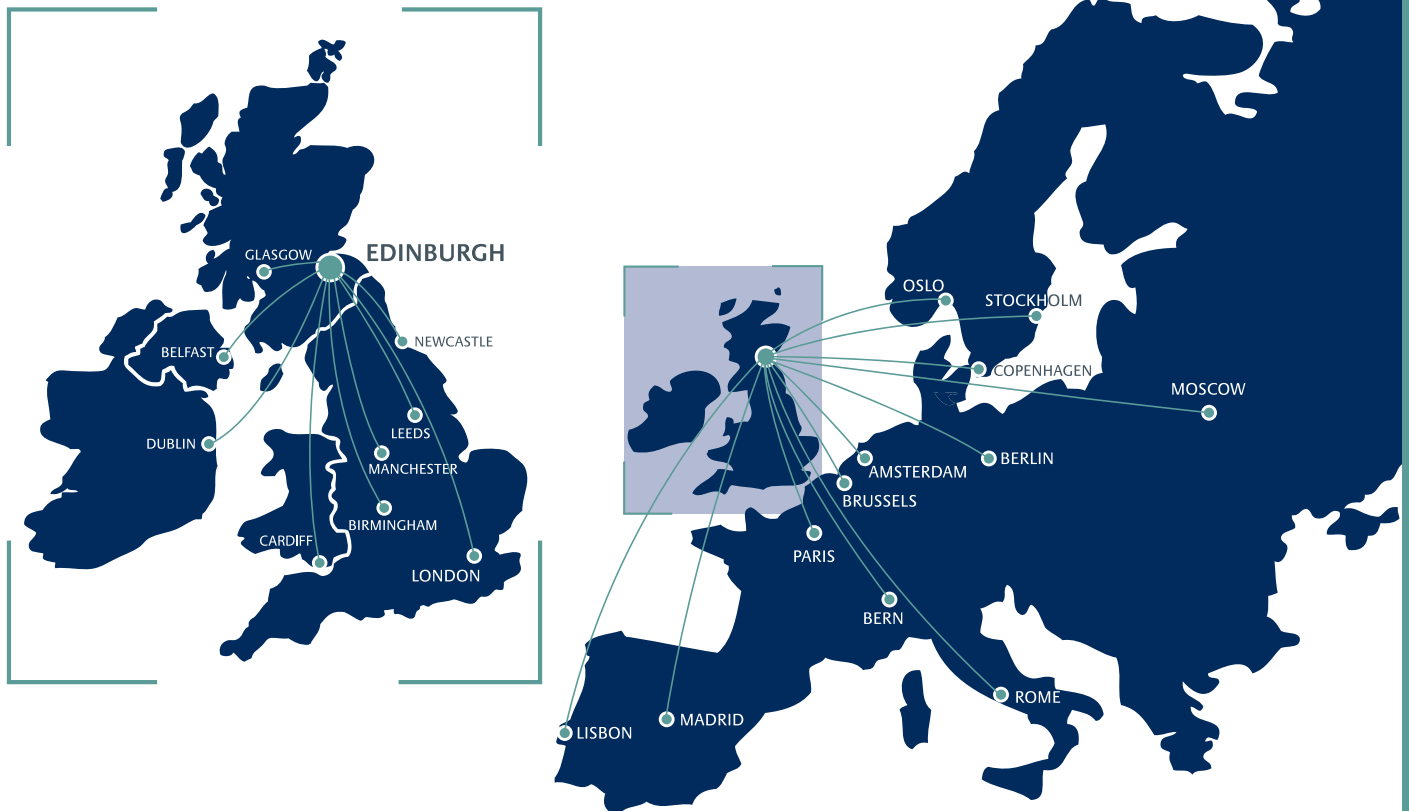 EDINBURGH
GLASGOW
NEWCASTLE
BELFAST
LEEDS
DUBLIN
MANCHESTER
BIRMINGHAM
CARDIFF
LONDON
OSLO
STOCKHOLM
COPENHAGEN
MOSCOW
BERLIN
AMSTERDAM
BRUSSELS
PARIS
BERN
ROME
MADRID
LISBON